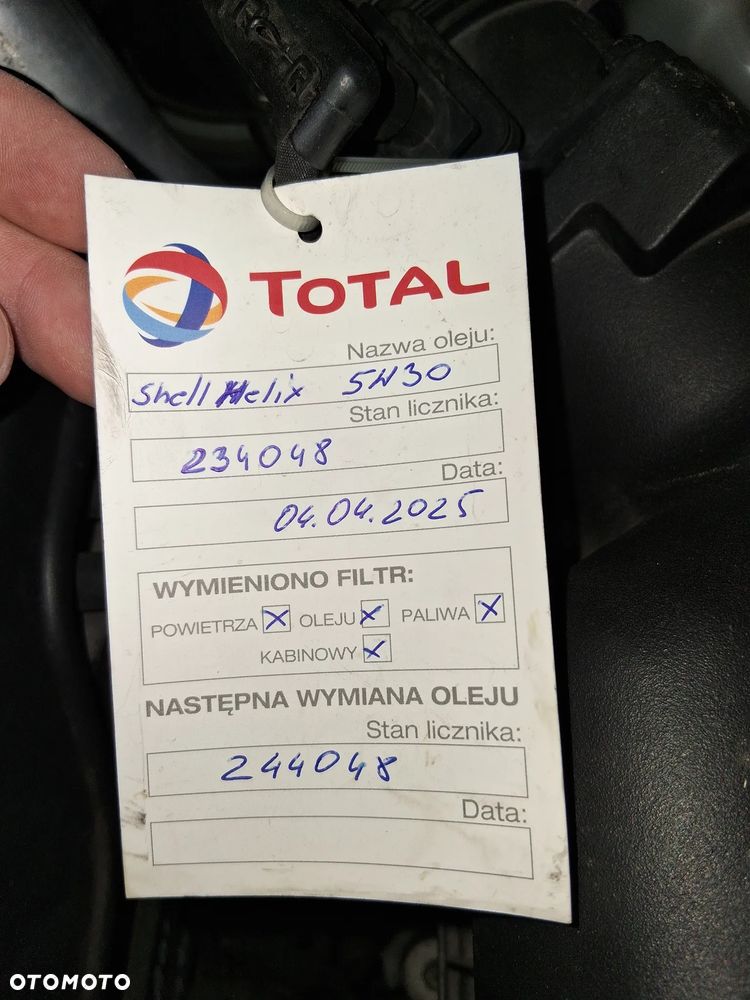 TOTAL
Nazwa oleju:
Shell Helix 5W30
Stan licznika:
234048
Data:
04.04.2025
WYMIENIONO FILTR:
POWIETRZA X OLEJU X PALIWA X
KABINOWY X
NASTĘPNA WYMIANA OLEJU
Stan licznika:
244048
Data:
OTOMOTO